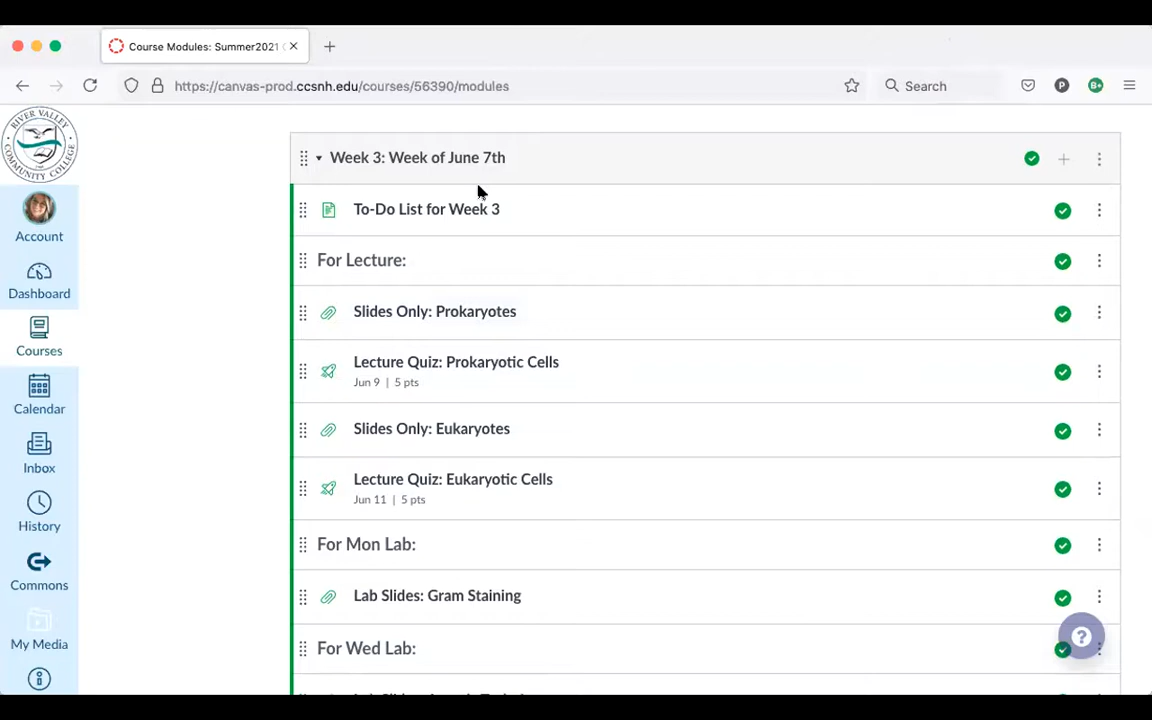 Course Modules: Summer2021
https://canvas-prod.ccsnh.edu/courses/56390/modules
Search
P
B+
RIVER VALLEY
COMMUNITY COLLEGE
Account
Dashboard
Courses
Calendar
Inbox
History
Commons
My Media
Week 3: Week of June 7th
To-Do List for Week 3
For Lecture:
Slides Only: Prokaryotes
Lecture Quiz: Prokaryotic Cells
Jun 9 | 5 pts
Slides Only: Eukaryotes
Lecture Quiz: Eukaryotic Cells
Jun 11 | 5 pts
For Mon Lab:
Lab Slides: Gram Staining
For Wed Lab:
?